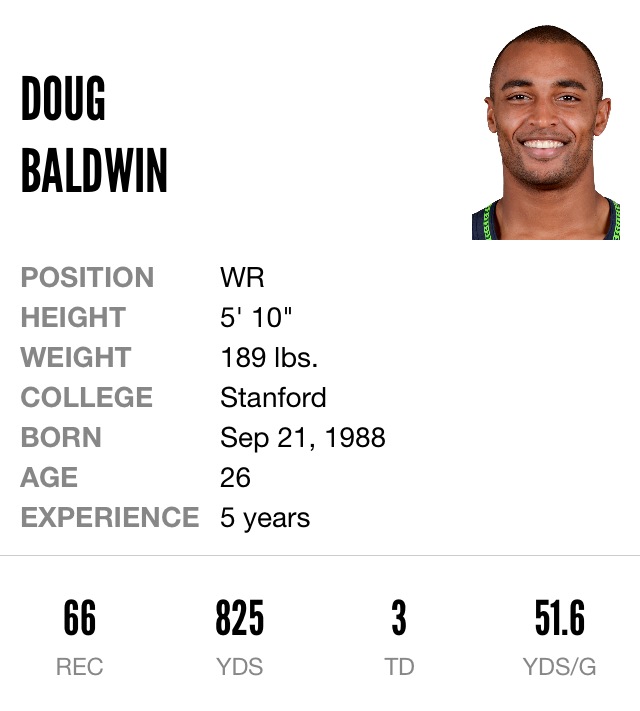 DOUG
BALDWIN
POSITION WR
HEIGHT 5' 10"
WEIGHT 189 lbs.
COLLEGE Stanford
BORN Sep 21, 1988
AGE 26
EXPERIENCE 5 years
66 825 3 51.6
REC YDS TD YDS/G